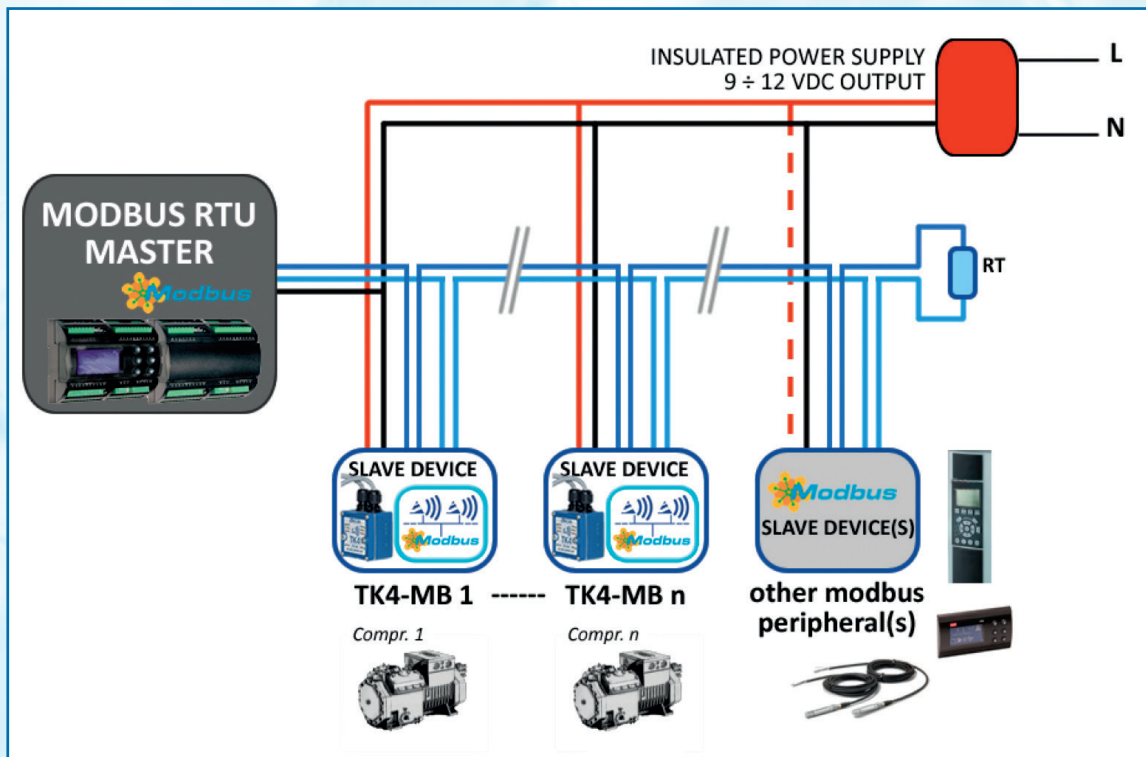 INSULATED POWER SUPPLY
9 ÷ 12 VDC OUTPUT
L
N
MODBUS RTU
MASTER
Modbus
RT
SLAVE DEVICE
Modbus
SLAVE DEVICE
Modbus
Modbus
SLAVE DEVICE(S)
TK4-MB 1 ------ TK4-MB n
other modbus
peripheral(s)
Compr. 1
Compr. n